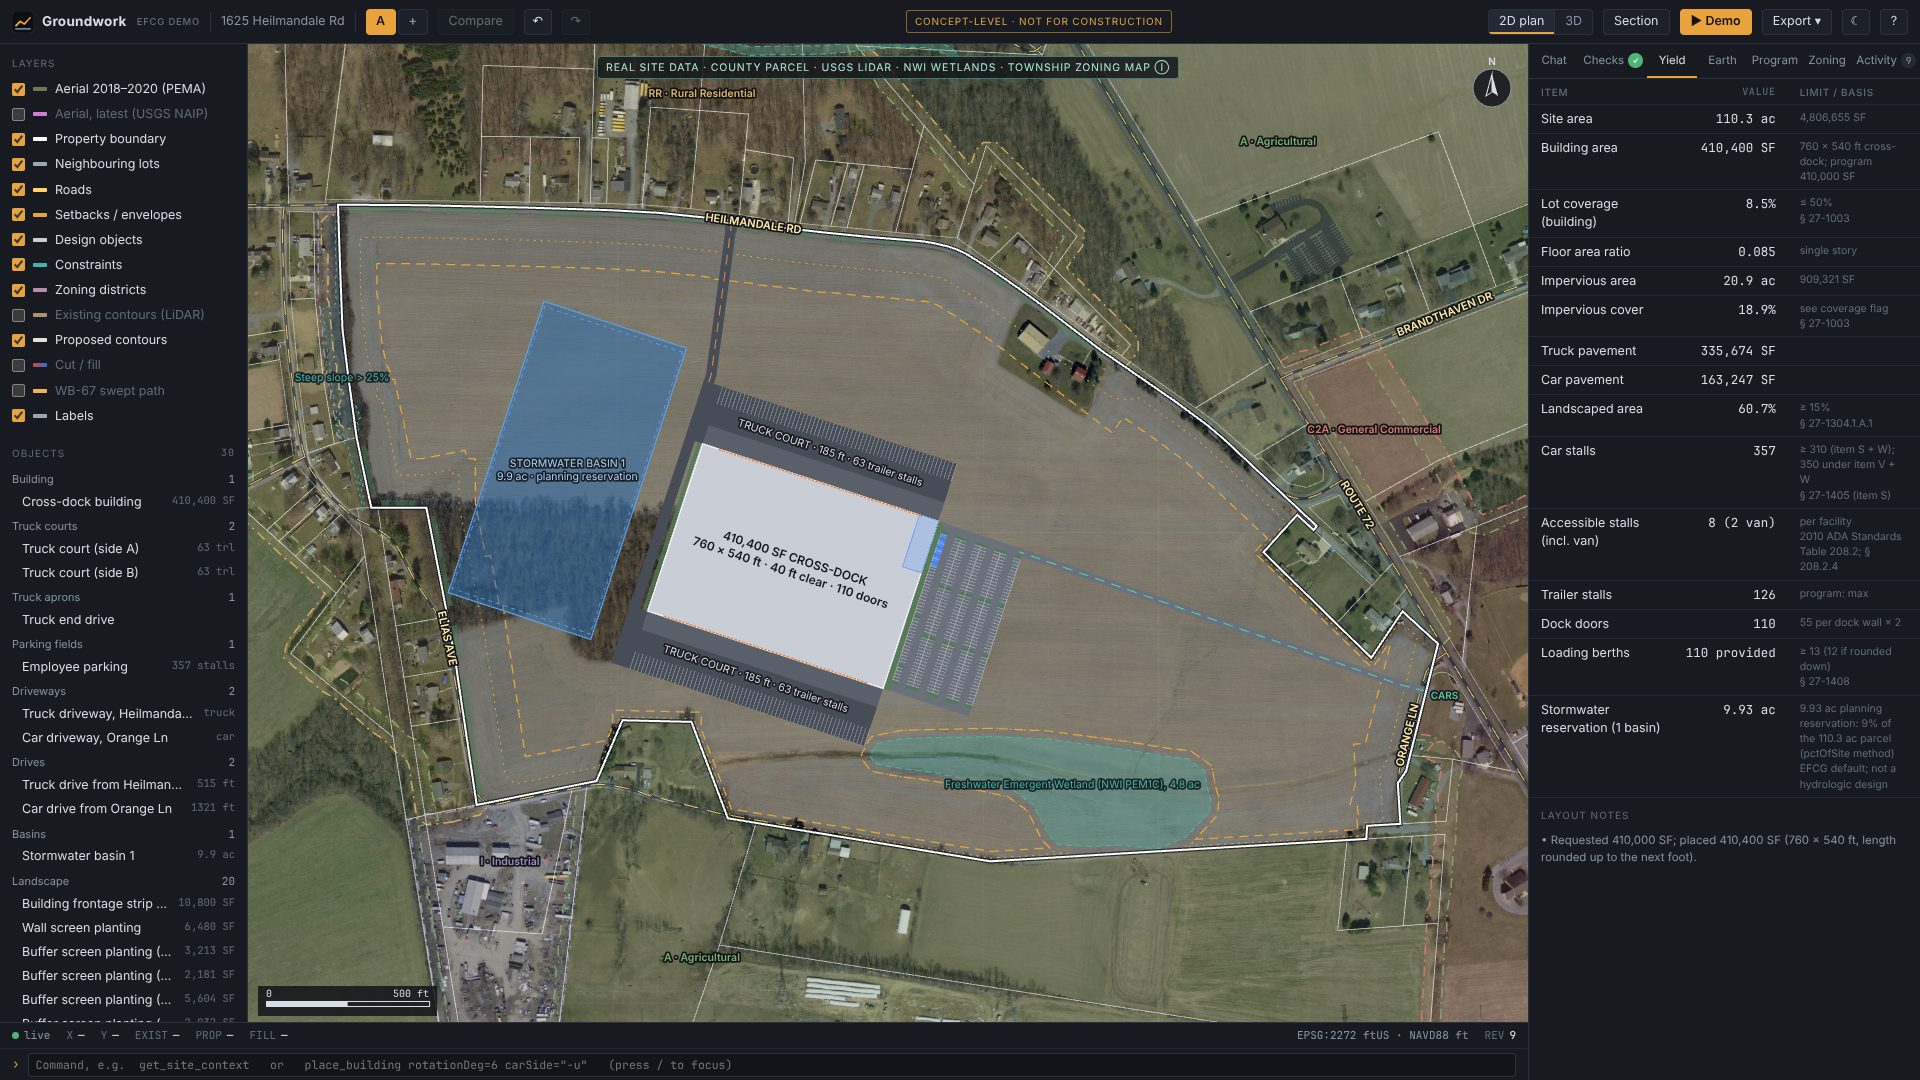 Groundwork EFCG DEMO 1625 Heilmandale Rd A + Compare ↶ ↷ CONCEPT-LEVEL · NOT FOR CONSTRUCTION 2D plan 3D Section ▶ Demo Export ▾ ☾ ?
LAYERS
Aerial 2018–2020 (PEMA)
Aerial, latest (USGS NAIP)
Property boundary
Neighbouring lots
Roads
Setbacks / envelopes
Design objects
Constraints
Zoning districts
Existing contours (LiDAR)
Proposed contours
Cut / fill
WB-67 swept path
Labels
OBJECTS 30
Building 1
Cross-dock building 410,400 SF
Truck courts 2
Truck court (side A) 63 trl
Truck court (side B) 63 trl
Truck aprons 1
Truck end drive
Parking fields 1
Employee parking 357 stalls
Driveways 2
Truck driveway, Heilmanda... truck
Car driveway, Orange Ln car
Drives 2
Truck drive from Heilman... 515 ft
Car drive from Orange Ln 1321 ft
Basins 1
Stormwater basin 1 9.9 ac
Landscape 20
Building frontage strip ... 10,800 SF
Wall screen planting 6,480 SF
Buffer screen planting (... 3,213 SF
Buffer screen planting (... 2,181 SF
Buffer screen planting (... 5,604 SF
REAL SITE DATA · COUNTY PARCEL · USGS LIDAR · NWI WETLANDS · TOWNSHIP ZONING MAP i
N
RR · Rural Residential
A · Agricultural
HEILMANDALE RD
BRANDTHAVEN DR
Steep slope > 25%
C2A · General Commercial
TRUCK COURT · 185 ft · 63 trailer stalls
STORMWATER BASIN 1
9.9 ac · planning reservation
ROUTE 72
410,400 SF CROSS-DOCK
760 × 540 ft · 40 ft clear · 110 doors
ELIAS AVE
TRUCK COURT · 185 ft · 63 trailer stalls
CARS
ORANGE LN
Freshwater Emergent Wetland (NWI PEM1C), 4.8 ac
I · Industrial
A · Agricultural
0 500 ft
Chat Checks ✓ Yield Earth Program Zoning Activity 9
ITEM VALUE LIMIT / BASIS
Site area 110.3 ac 4,806,655 SF
Building area 410,400 SF 760 × 540 ft cross-
dock; program
410,000 SF
Lot coverage 8.5% ≤ 50%
(building) § 27-1003
Floor area ratio 0.085 single story
Impervious area 20.9 ac 909,321 SF
Impervious cover 18.9% see coverage flag
§ 27-1003
Truck pavement 335,674 SF
Car pavement 163,247 SF
Landscaped area 60.7% ≥ 15%
§ 27-1304.1.A.1
Car stalls 357 ≥ 310 (item S + W);
350 under item V +
W
§ 27-1405 (item S)
Accessible stalls 8 (2 van) per facility
(incl. van) 2010 ADA Standards
Table 208.2; §
208.2.4
Trailer stalls 126 program: max
Dock doors 110 55 per dock wall × 2
Loading berths 110 provided ≥ 13 (12 if rounded
down)
§ 27-1408
Stormwater 9.93 ac 9.93 ac planning
reservation (1 basin) reservation: 9% of
the 110.3 ac parcel
(pctOfSite method)
EFCG default; not a
hydrologic design
LAYOUT NOTES
• Requested 410,000 SF; placed 410,400 SF (760 × 540 ft, length
rounded up to the next foot).
live X — Y — EXIST — PROP — FILL — EPSG:2272 ftUS · NAVD88 ft REV 9
› Command, e.g. get_site_context or place_building rotationDeg=6 carSide="-u" (press / to focus)